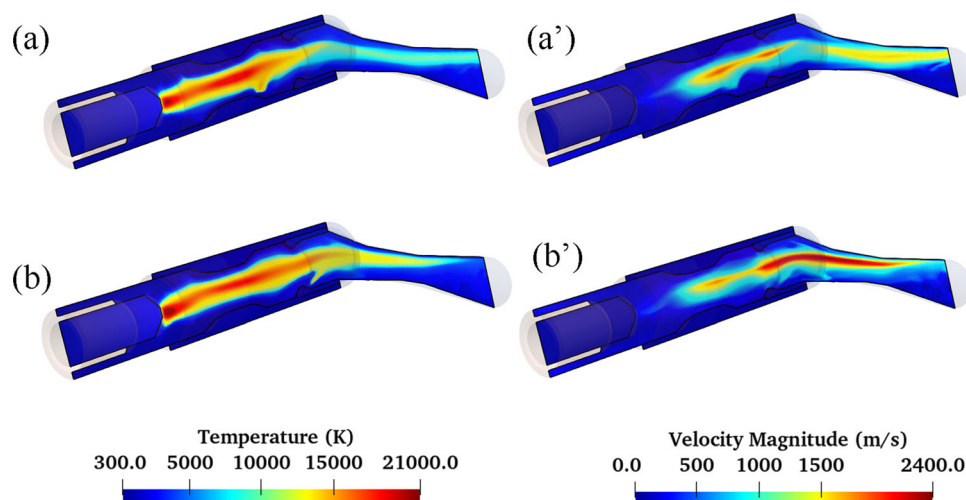 (a)
(a’)
(b)
(b’)
Temperature (K)
300.0 5000 10000 15000 21000.0
Velocity Magnitude (m/s)
0.0 500 1000 1500 2400.0